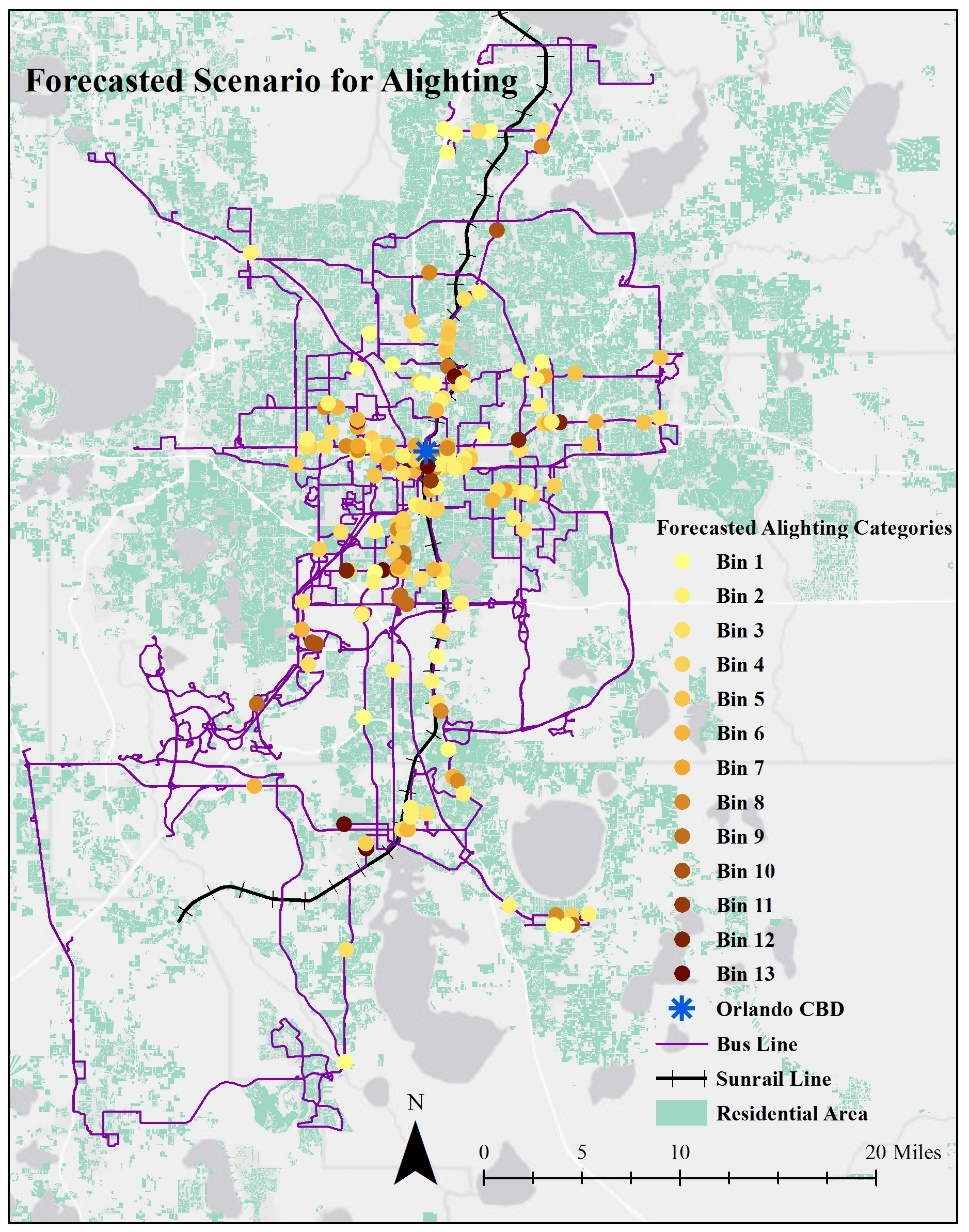 Forecasted Scenario for Alighting
Forecasted Alighting Categories
Bin 1
Bin 2
Bin 3
Bin 4
Bin 5
Bin 6
Bin 7
Bin 8
Bin 9
Bin 10
Bin 11
Bin 12
Bin 13
Orlando CBD
Bus Line
Sunrail Line
Residential Area
N
0 5 10 20 Miles